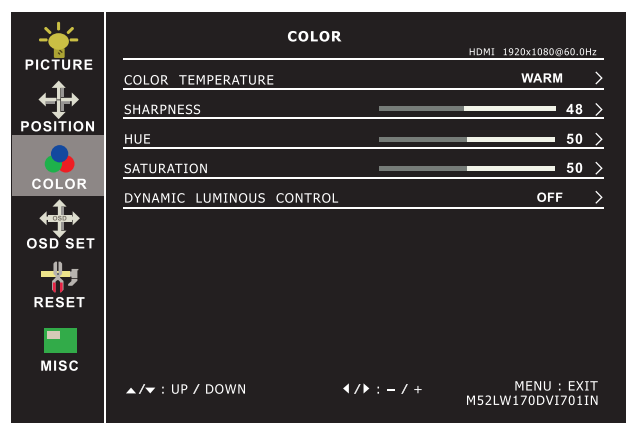 PICTURE
POSITION
COLOR
OSD
OSD SET
RESET
MISC
COLOR
HDMI 1920x1080@60.0Hz
COLOR TEMPERATURE WARM >
SHARPNESS 48 >
HUE 50 >
SATURATION 50 >
DYNAMIC LUMINOUS CONTROL OFF >
▲/▼ : UP / DOWN ◀/▶ : – / + MENU : EXIT
M52LW170DVI701IN